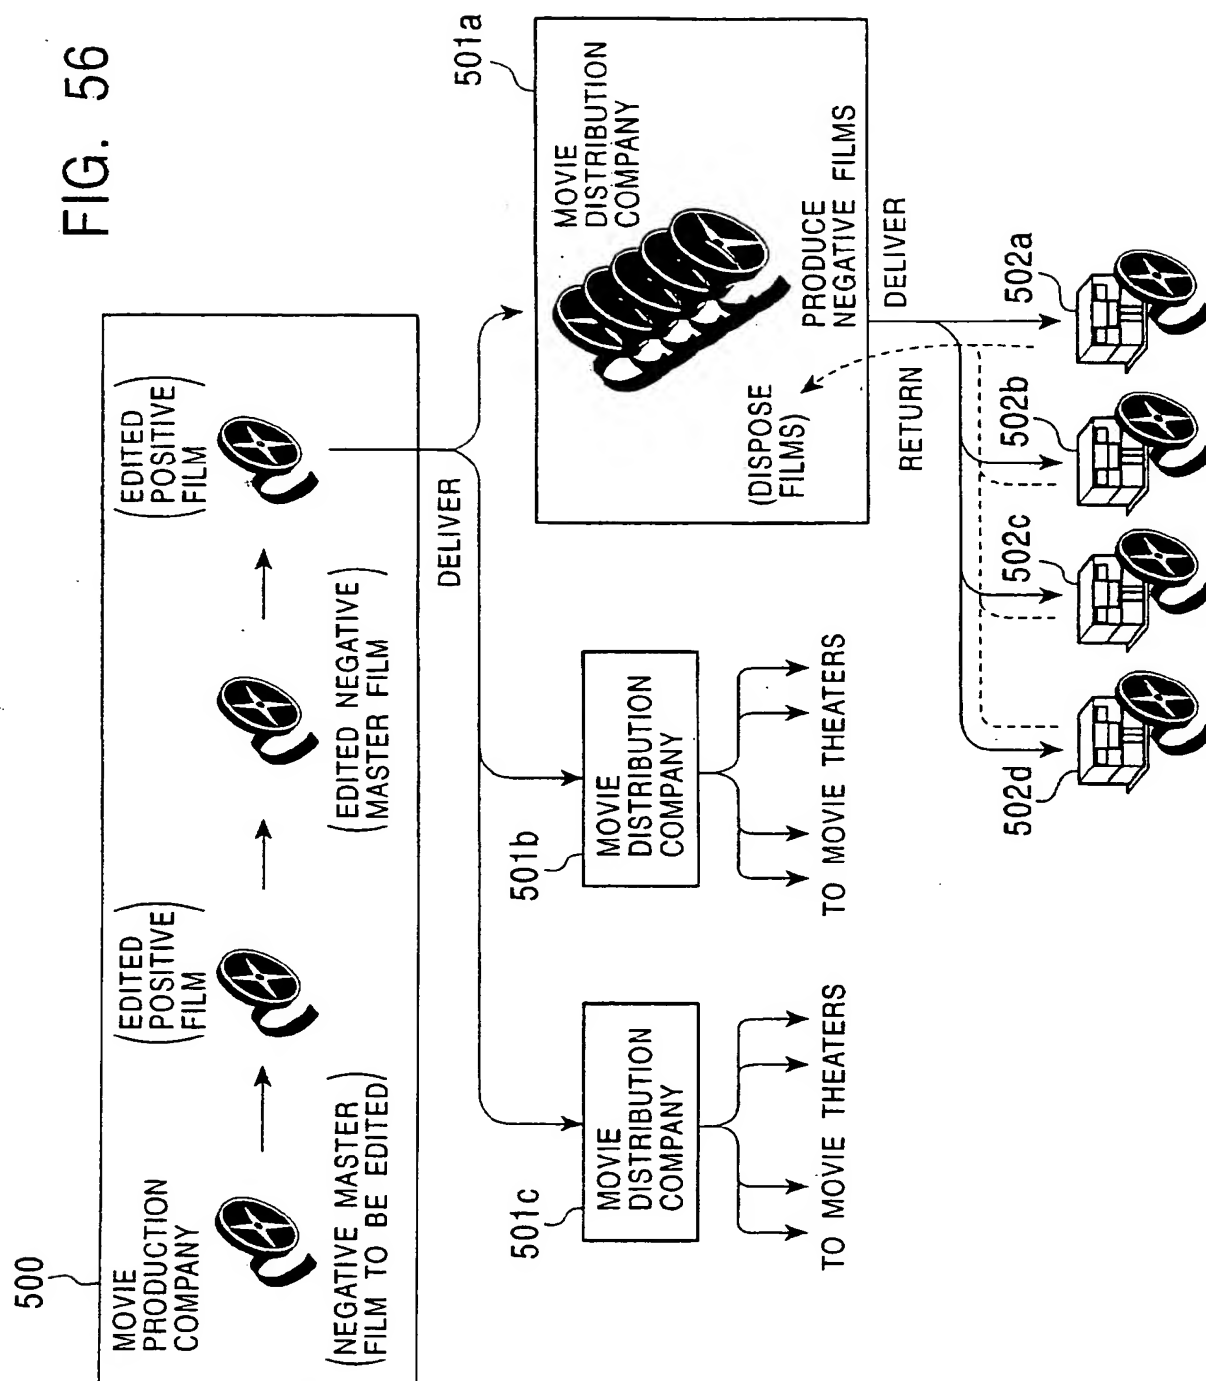 FIG. 56
500
MOVIE
PRODUCTION
COMPANY
(NEGATIVE MASTER
FILM TO BE EDITED)
(EDITED
POSITIVE
FILM)
(EDITED NEGATIVE
MASTER FILM)
(EDITED
POSITIVE
FILM)
DELIVER
501c
MOVIE
DISTRIBUTION
COMPANY
TO MOVIE THEATERS
501b
MOVIE
DISTRIBUTION
COMPANY
TO MOVIE THEATERS
501a
MOVIE
DISTRIBUTION
COMPANY
PRODUCE
NEGATIVE FILMS
(DISPOSE
FILMS)
RETURN
DELIVER
502d
502c
502b
502a